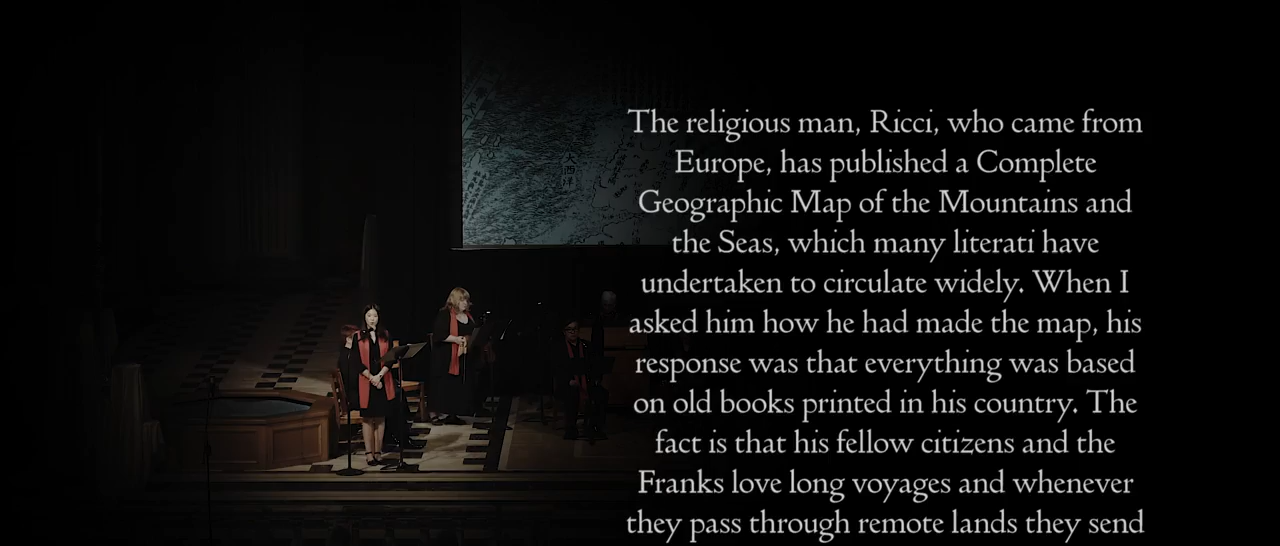 大西洋
The religious man, Ricci, who came from
Europe, has published a Complete
Geographic Map of the Mountains and
the Seas, which many literati have
undertaken to circulate widely. When I
asked him how he had made the map, his
response was that everything was based
on old books printed in his country. The
fact is that his fellow citizens and the
Franks love long voyages and whenever
they pass through remote lands they send